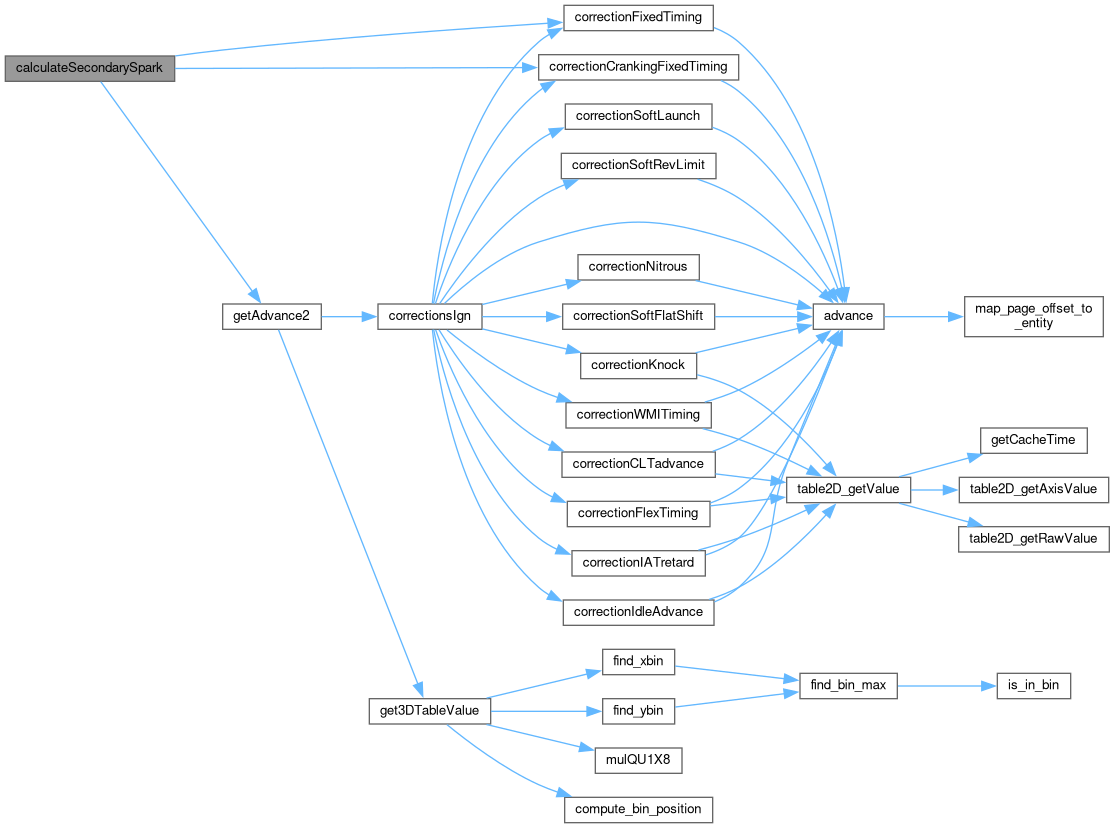 calculateSecondarySpark
correctionFixedTiming
correctionCrankingFixedTiming
correctionSoftLaunch
correctionSoftRevLimit
correctionNitrous
getAdvance2
correctionsIgn
correctionSoftFlatShift
advance
map_page_offset_to
_entity
correctionKnock
correctionWMITiming
correctionCLTadvance
correctionFlexTiming
correctionIATretard
correctionIdleAdvance
table2D_getValue
getCacheTime
table2D_getAxisValue
table2D_getRawValue
get3DTableValue
find_xbin
find_ybin
find_bin_max
is_in_bin
mulQU1X8
compute_bin_position